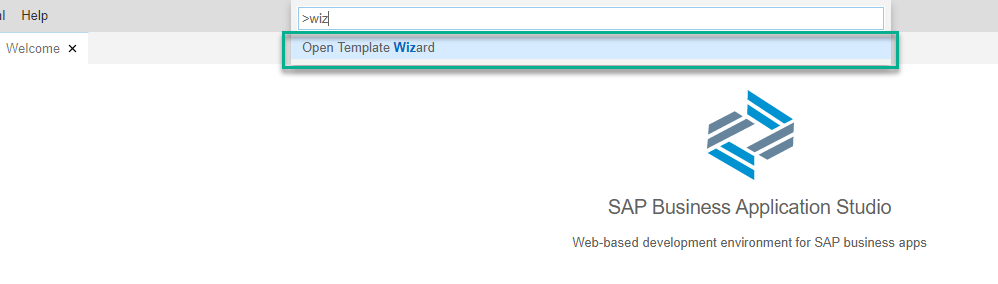 Help
>wiz
Welcome ×
Open Template Wizard
SAP Business Application Studio
Web-based development environment for SAP business apps